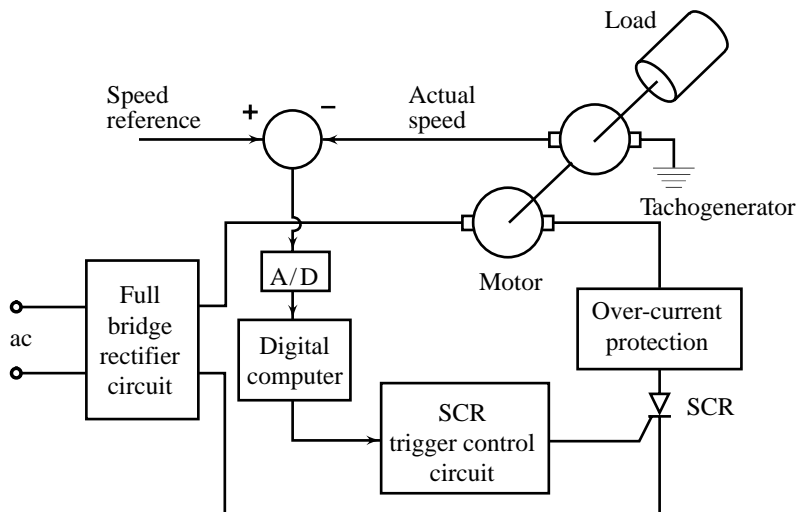 Load
Speed
reference
+
−
Actual
speed
Tachogenerator
Motor
A/D
ac
Full
bridge
rectifier
circuit
Digital
computer
Over-current
protection
SCR
trigger control
circuit
SCR